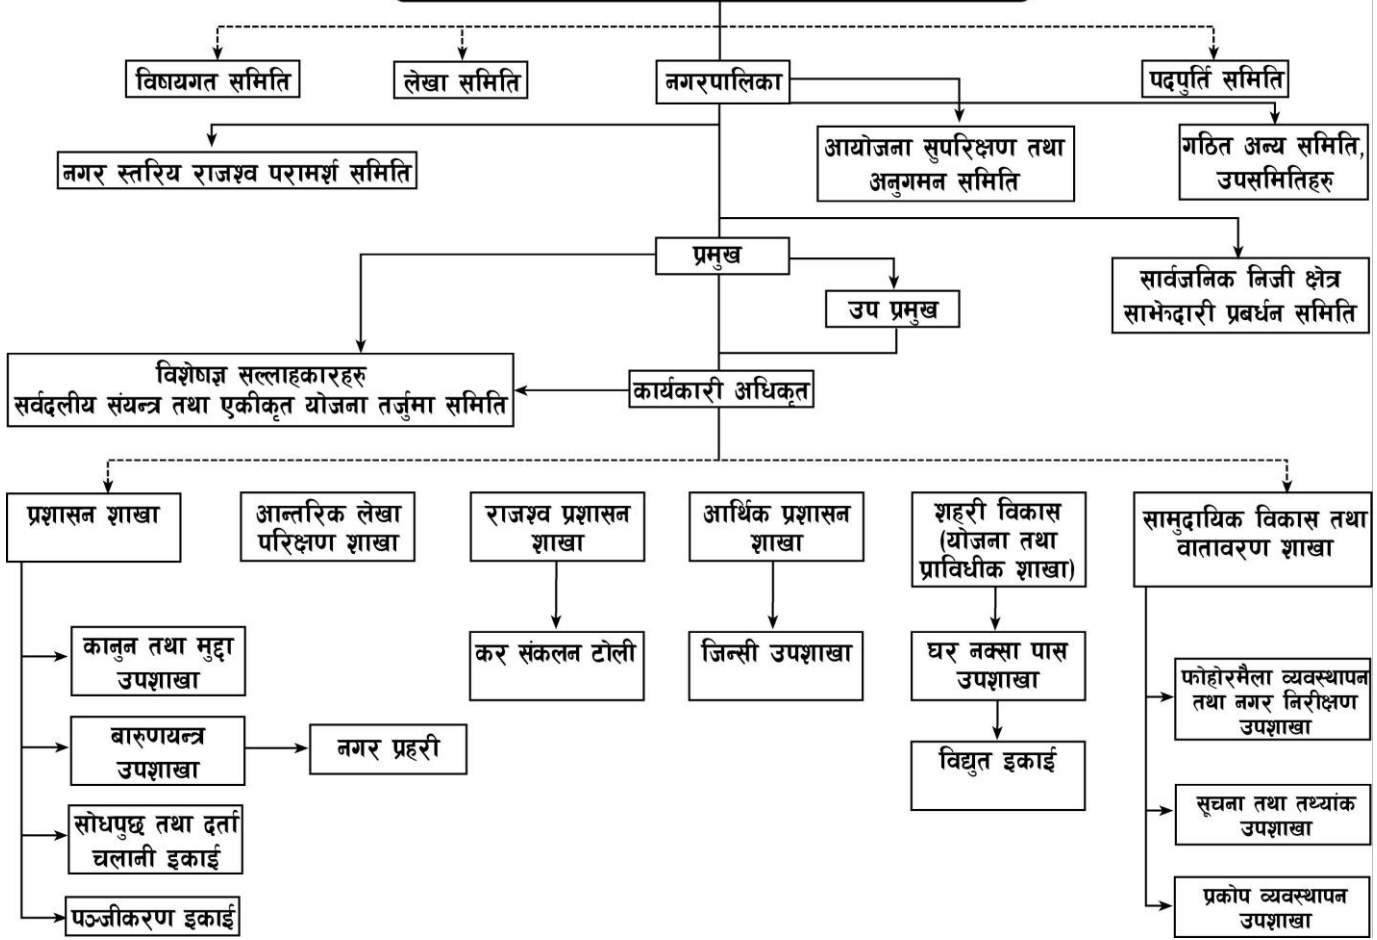 विषयगत समिति
लेखा समिति
नगरपालिका
पदपुर्ति समिति
नगर स्तरिय राजश्व परामर्श समिति
आयोजना सुपरिक्षण तथा
अनुगमन समिति
गठित अन्य समिति,
उपसमितिहरु
प्रमुख
उप प्रमुख
सार्वजनिक निजी क्षेत्र
साझेदारी प्रबर्धन समिति
विशेषज्ञ सल्लाहकारहरु
सर्वदलीय संयन्त्र तथा एकीकृत योजना तर्जुमा समिति
कार्यकारी अधिकृत
प्रशासन शाखा
आन्तरिक लेखा
परिक्षण शाखा
राजश्व प्रशासन
शाखा
आर्थिक प्रशासन
शाखा
शहरी विकास
(योजना तथा
प्राविधीक शाखा)
सामुदायिक विकास तथा
वातावरण शाखा
कानुन तथा मुद्दा
उपशाखा
कर संकलन टोली
जिन्सी उपशाखा
घर नक्सा पास
उपशाखा
फोहोरमैला व्यवस्थापन
तथा नगर निरीक्षण
उपशाखा
बारुणयन्त्र
उपशाखा
नगर प्रहरी
विद्युत इकाई
सोधपुछ तथा दर्ता
चलानी इकाई
सूचना तथा तथ्यांक
उपशाखा
पञ्जीकरण इकाई
प्रकोप व्यवस्थापन
उपशाखा